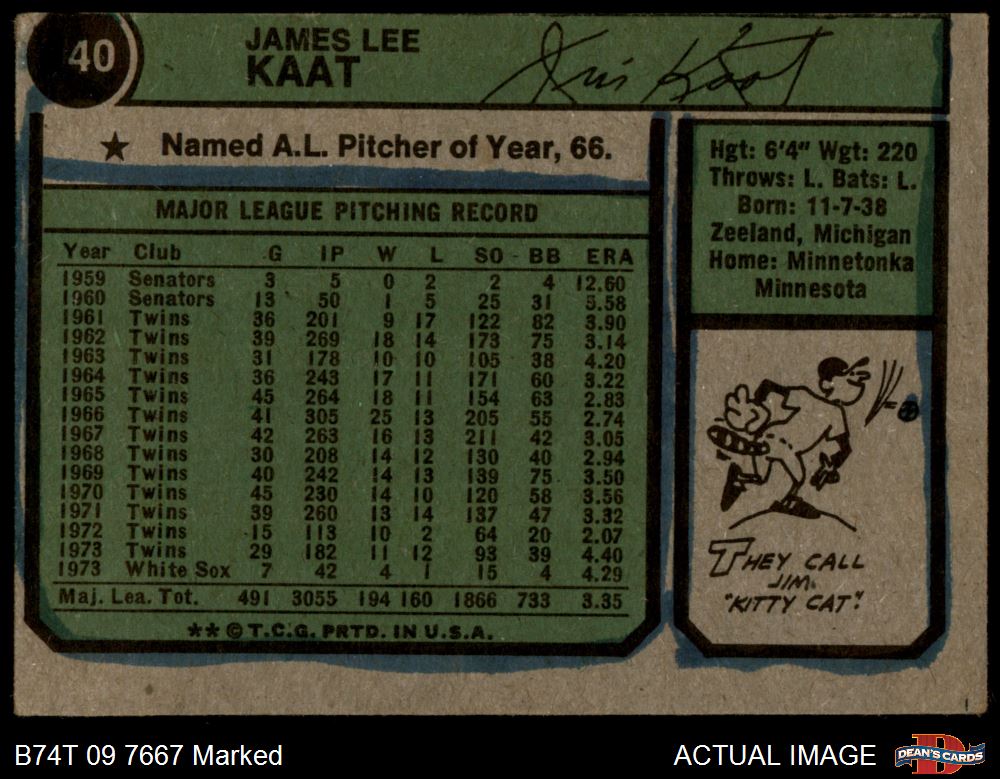 40
JAMES LEE
KAAT
Jim Kaat
★ Named A.L. Pitcher of Year, 66.
MAJOR LEAGUE PITCHING RECORD
Year Club G IP W L SO BB ERA
1959 Senators 3 5 0 2 2 4 12.60
1960 Senators 13 50 1 5 25 31 5.58
1961 Twins 36 201 9 17 122 82 3.90
1962 Twins 39 269 18 14 173 75 3.14
1963 Twins 31 178 10 10 105 38 4.20
1964 Twins 36 243 17 11 171 60 3.22
1965 Twins 45 264 18 11 154 63 2.83
1966 Twins 41 305 25 13 205 55 2.74
1967 Twins 42 263 16 13 211 42 3.05
1968 Twins 30 208 14 12 130 40 2.94
1969 Twins 40 242 14 13 139 75 3.50
1970 Twins 45 230 14 10 120 58 3.56
1971 Twins 39 260 13 14 137 47 3.32
1972 Twins 15 113 10 2 64 20 2.07
1973 Twins 29 182 11 12 93 39 4.40
1973 White Sox 7 42 4 1 15 4 4.29
Maj. Lea. Tot. 491 3055 194 160 1866 733 3.35
** © T.C.G. PRTD. IN U.S.A.
Hgt: 6'4" Wgt: 220
Throws: L. Bats: L.
Born: 11-7-38
Zeeland, Michigan
Home: Minnetonka
Minnesota
THEY CALL
JIM,
"KITTY CAT".
B74T 09 7667 Marked
ACTUAL IMAGE
DEAN'S CARDS